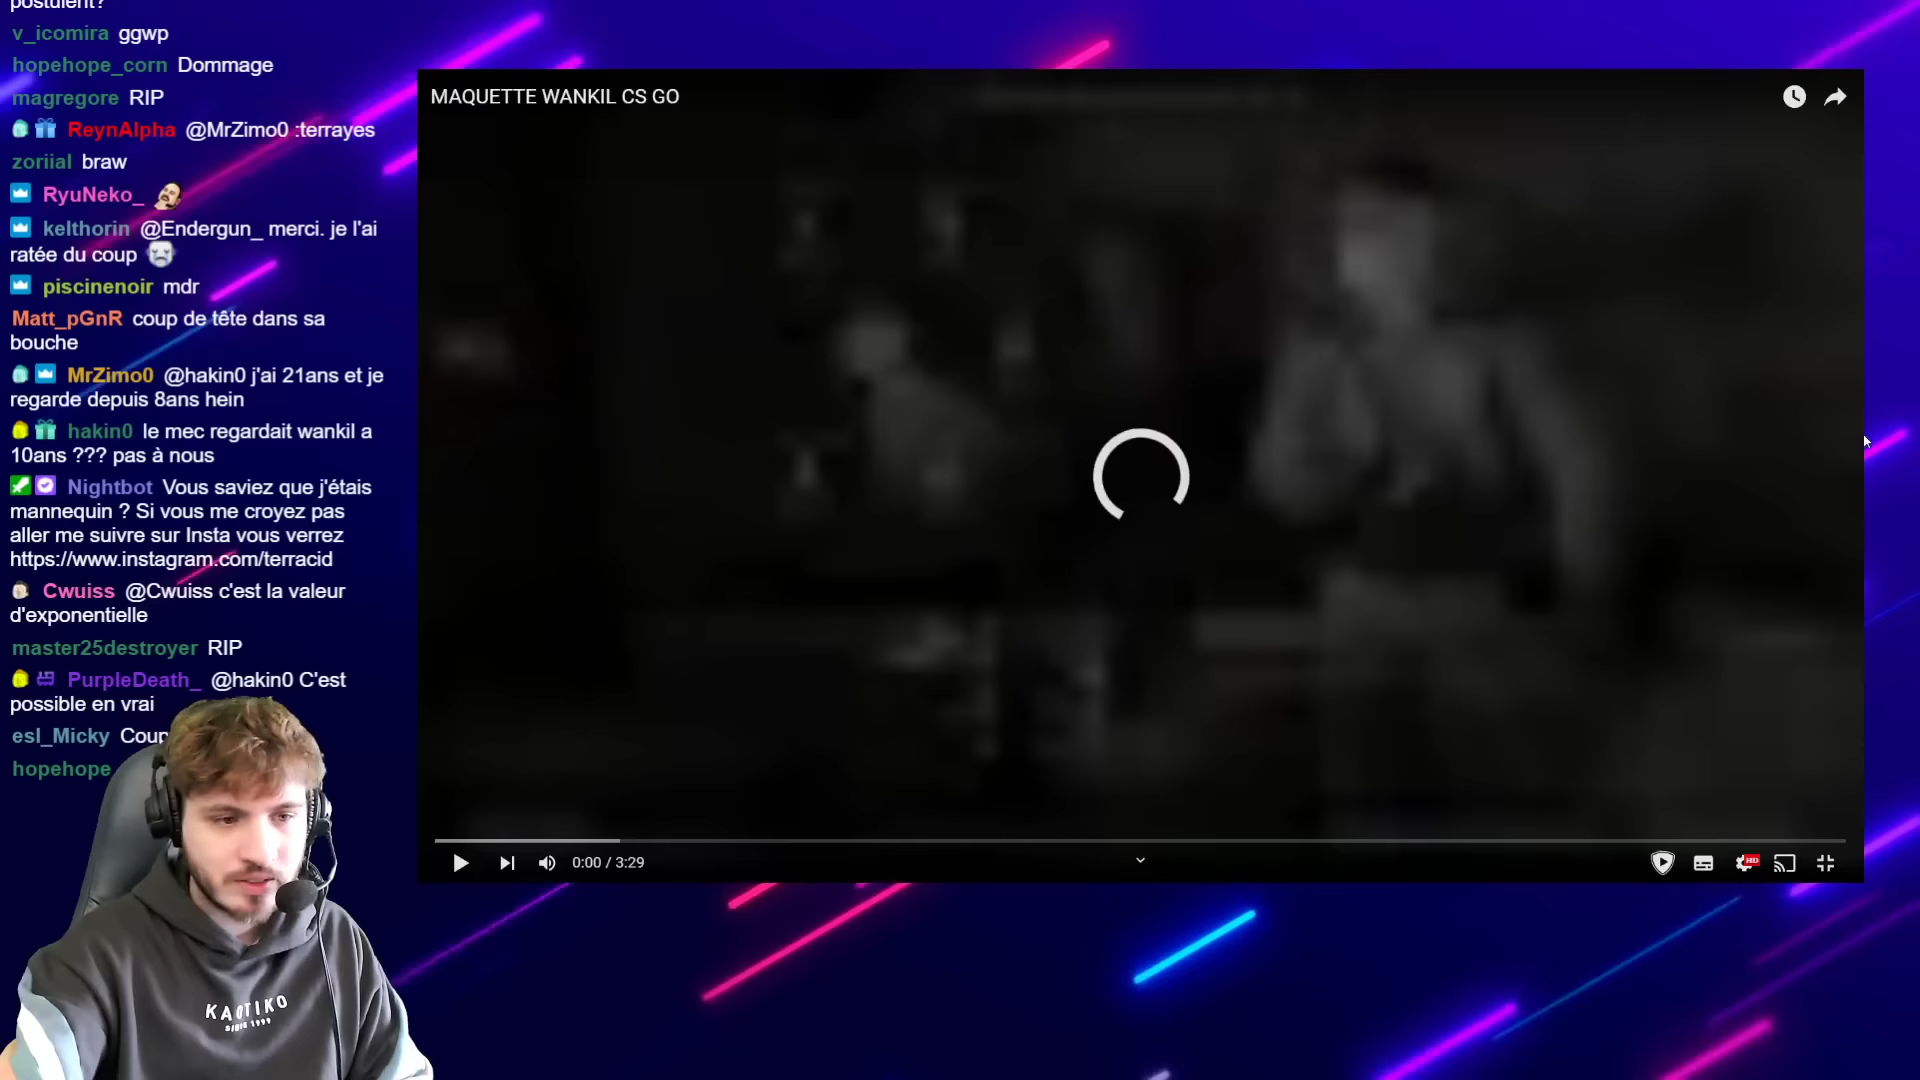 postulent?
v_icomira ggwp
hopehope_corn Dommage
magregore RIP
ReynAlpha @MrZimo0 :terrayes
zoriial braw
RyuNeko_
kelthorin @Endergun_ merci. je l'ai
ratée du coup
piscinenoir mdr
Matt_pGnR coup de tête dans sa
bouche
MrZimo0 @hakin0 j'ai 21ans et je
regarde depuis 8ans hein
hakin0 le mec regardait wankil a
10ans ??? pas à nous
Nightbot Vous saviez que j'étais
mannequin ? Si vous me croyez pas
aller me suivre sur Insta vous verrez
https://www.instagram.com/terracid
Cwuiss @Cwuiss c'est la valeur
d'exponentielle
master25destroyer RIP
PurpleDeath_ @hakin0 C'est
possible en vrai
esl_Micky Coup
hopehope
MAQUETTE WANKIL CS GO
0:00 / 3:29
HD
KAOTIKO
SINCE 1999